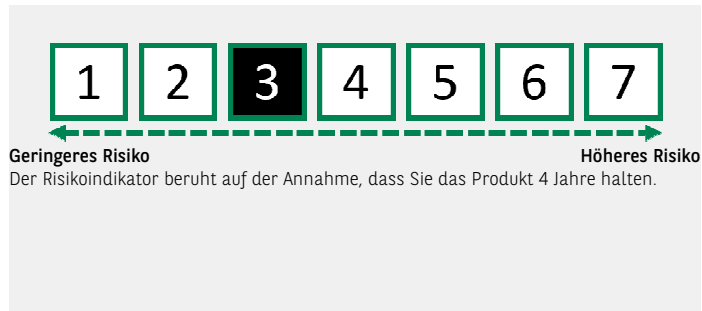 1 2 3 4 5 6 7
Geringeres Risiko Höheres Risiko
Der Risikoindikator beruht auf der Annahme, dass Sie das Produkt 4 Jahre halten.